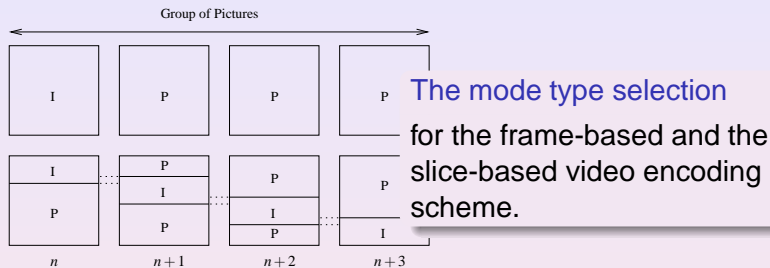 Group of Pictures
I P P P
The mode type selection
for the frame-based and the
slice-based video encoding
scheme.
I P P P
P I I I
P P
n n+1 n+2 n+3